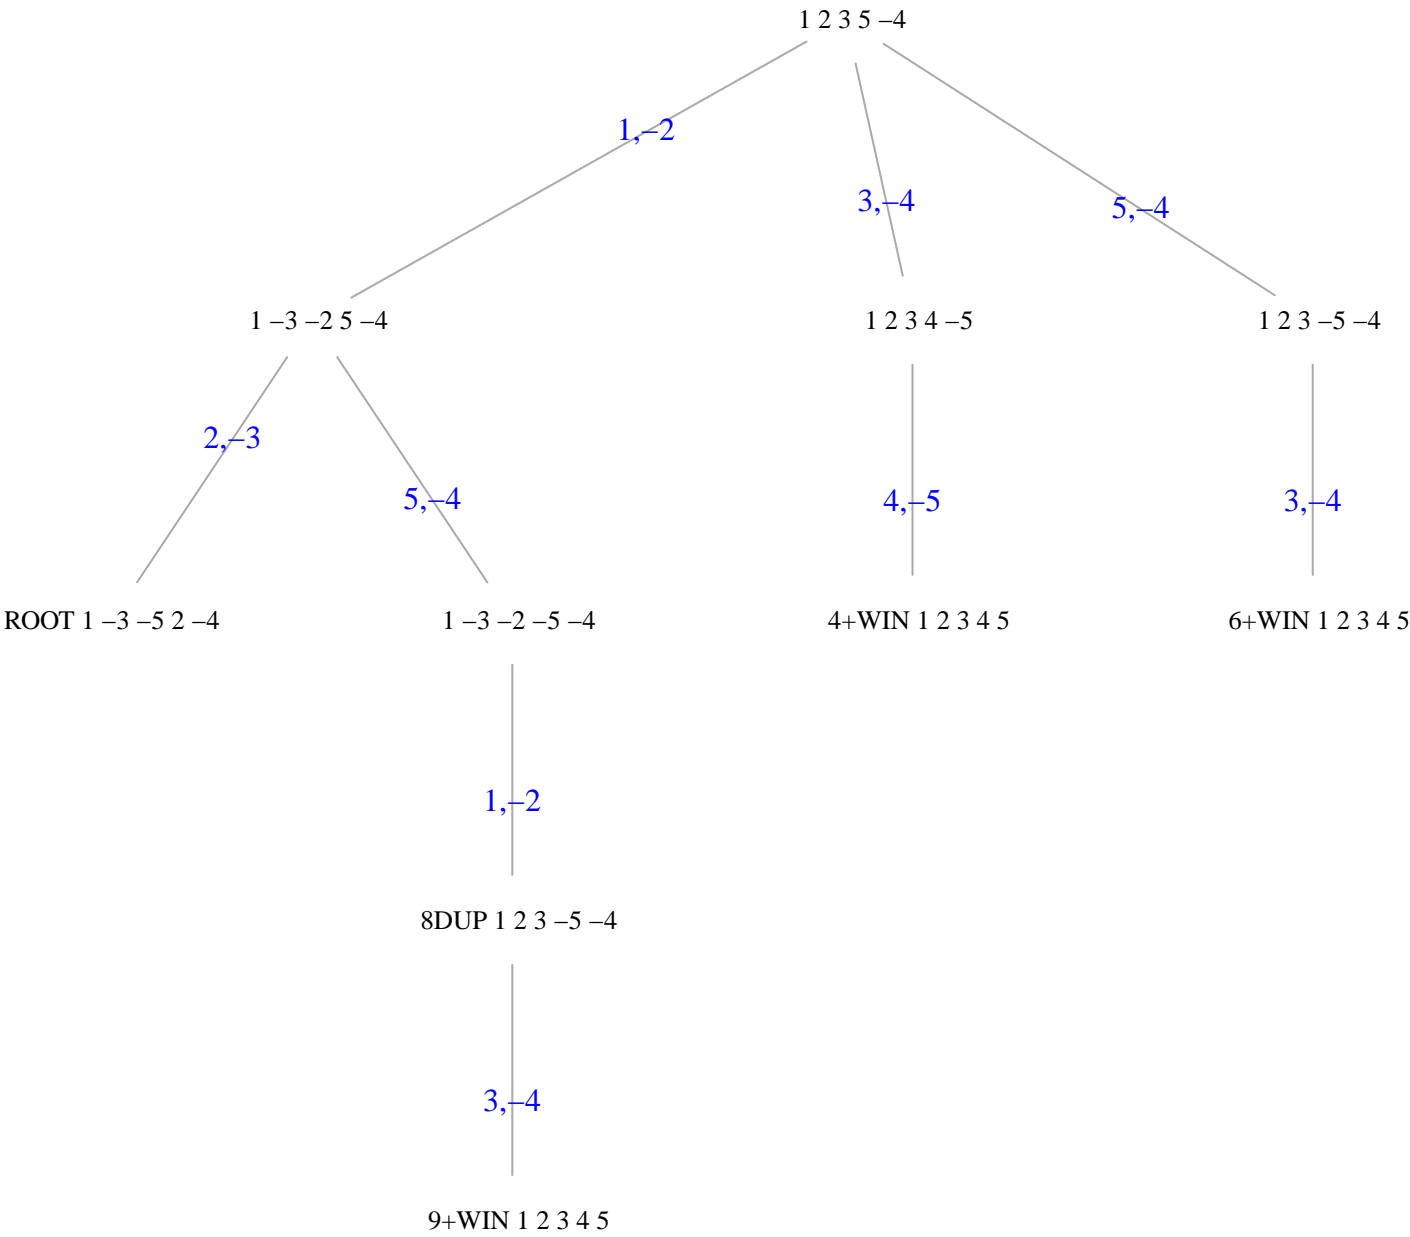 1 2 3 5 –4
1,–2
3,–4
5,–4
1 –3 –2 5 –4
1 2 3 4 –5
1 2 3 –5 –4
2,–3
5,–4
4,–5
3,–4
ROOT 1 –3 –5 2 –4
1 –3 –2 –5 –4
4+WIN 1 2 3 4 5
6+WIN 1 2 3 4 5
1,–2
8DUP 1 2 3 –5 –4
3,–4
9+WIN 1 2 3 4 5